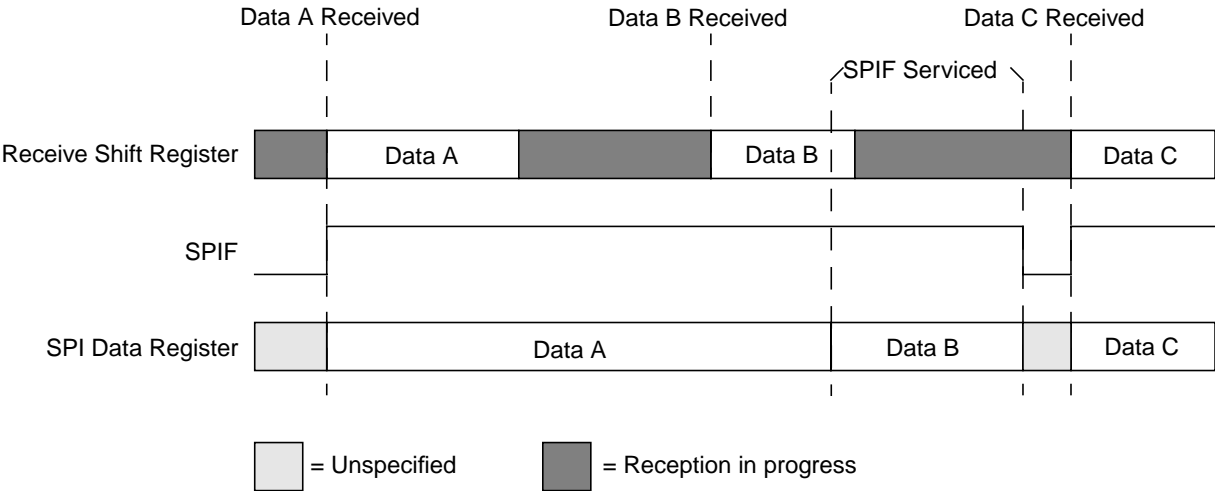 Data A Received
Data B Received
Data C Received
SPIF Serviced
Receive Shift Register
Data A
Data B
Data C
SPIF
SPI Data Register
Data A
Data B
Data C
= Unspecified
= Reception in progress